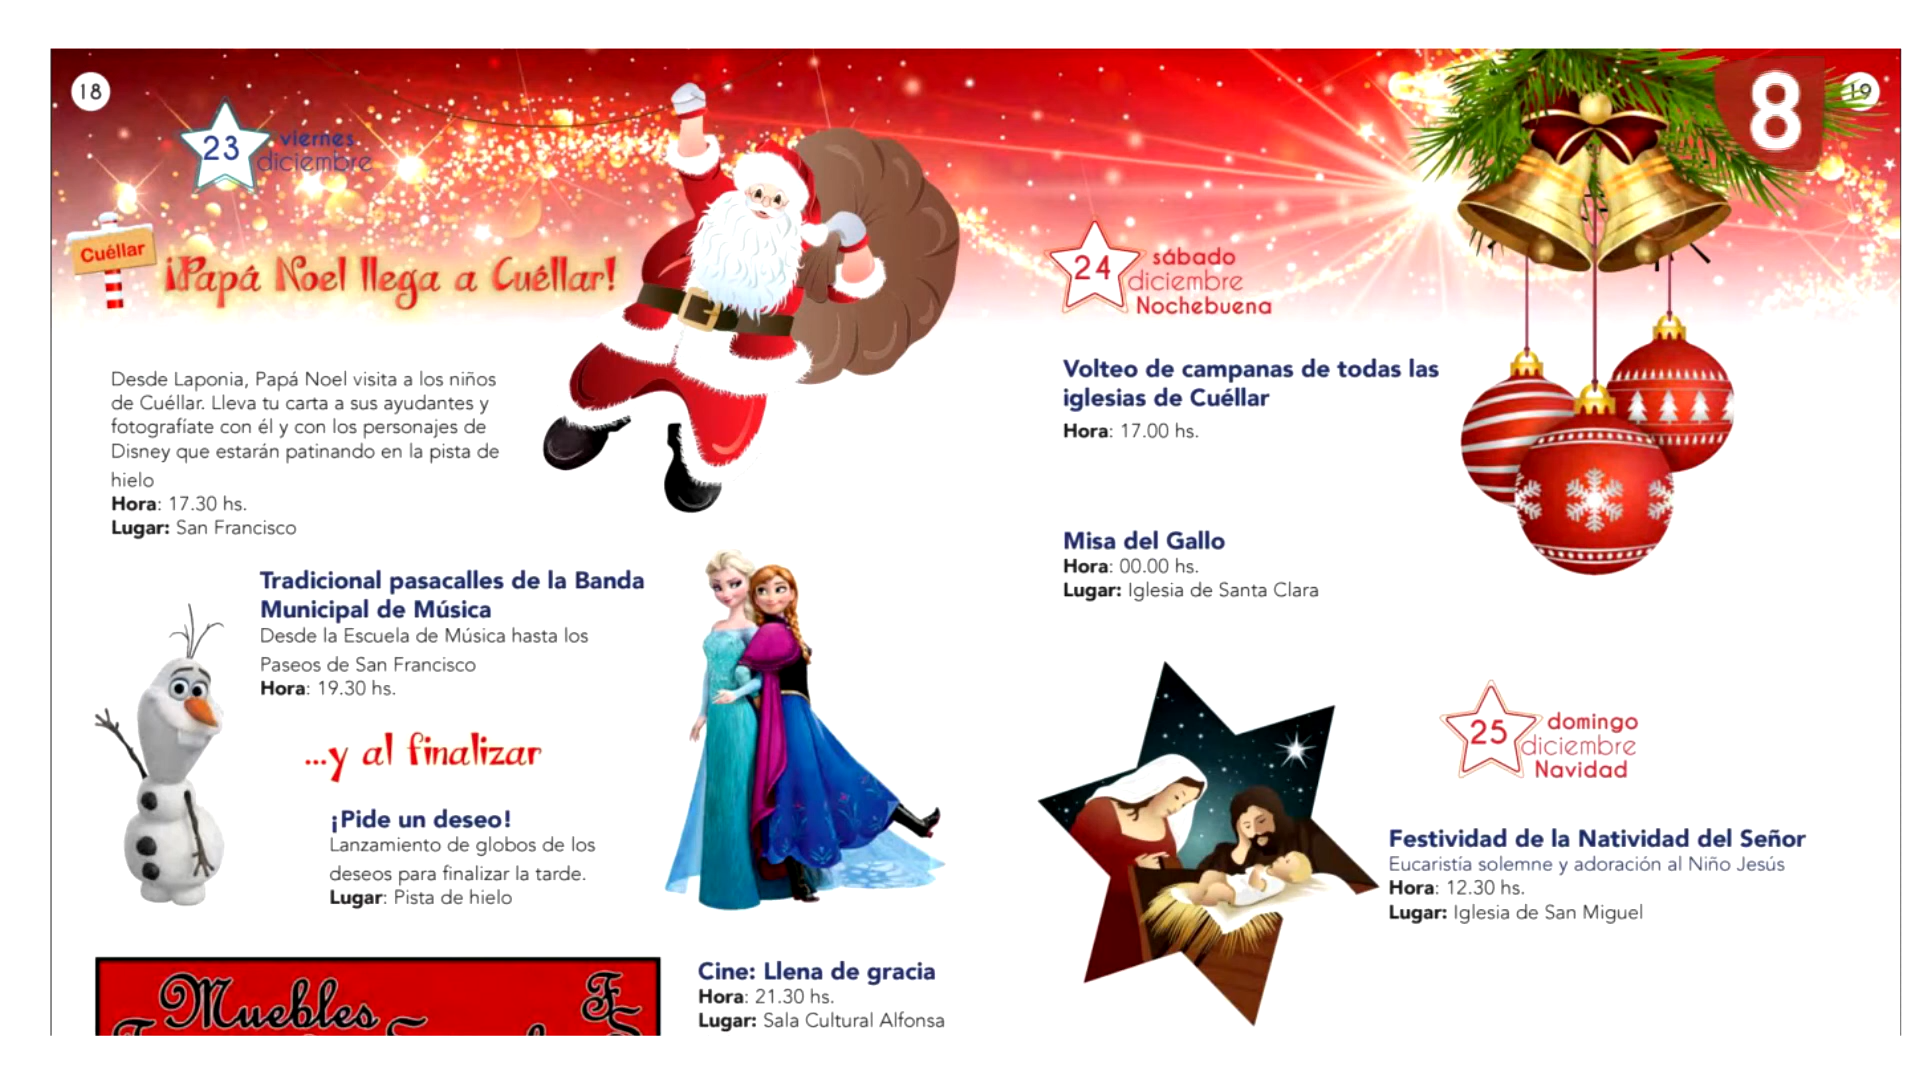 18
23 viernes
diciembre
Cuéllar
¡Papá Noel llega a Cuéllar!
Desde Laponia, Papá Noel visita a los niños
de Cuéllar. Lleva tu carta a sus ayudantes y
fotografíate con él y con los personajes de
Disney que estarán patinando en la pista de
hielo
Hora: 17.30 hs.
Lugar: San Francisco
Tradicional pasacalles de la Banda
Municipal de Música
Desde la Escuela de Música hasta los
Paseos de San Francisco
Hora: 19.30 hs.
...y al finalizar
¡Pide un deseo!
Lanzamiento de globos de los
deseos para finalizar la tarde.
Lugar: Pista de hielo
Muebles
Cine: Llena de gracia
Hora: 21.30 hs.
Lugar: Sala Cultural Alfonsa
8
19
24 sábado
diciembre
Nochebuena
Volteo de campanas de todas las
iglesias de Cuéllar
Hora: 17.00 hs.
Misa del Gallo
Hora: 00.00 hs.
Lugar: Iglesia de Santa Clara
25 domingo
diciembre
Navidad
Festividad de la Natividad del Señor
Eucaristía solemne y adoración al Niño Jesús
Hora: 12.30 hs.
Lugar: Iglesia de San Miguel